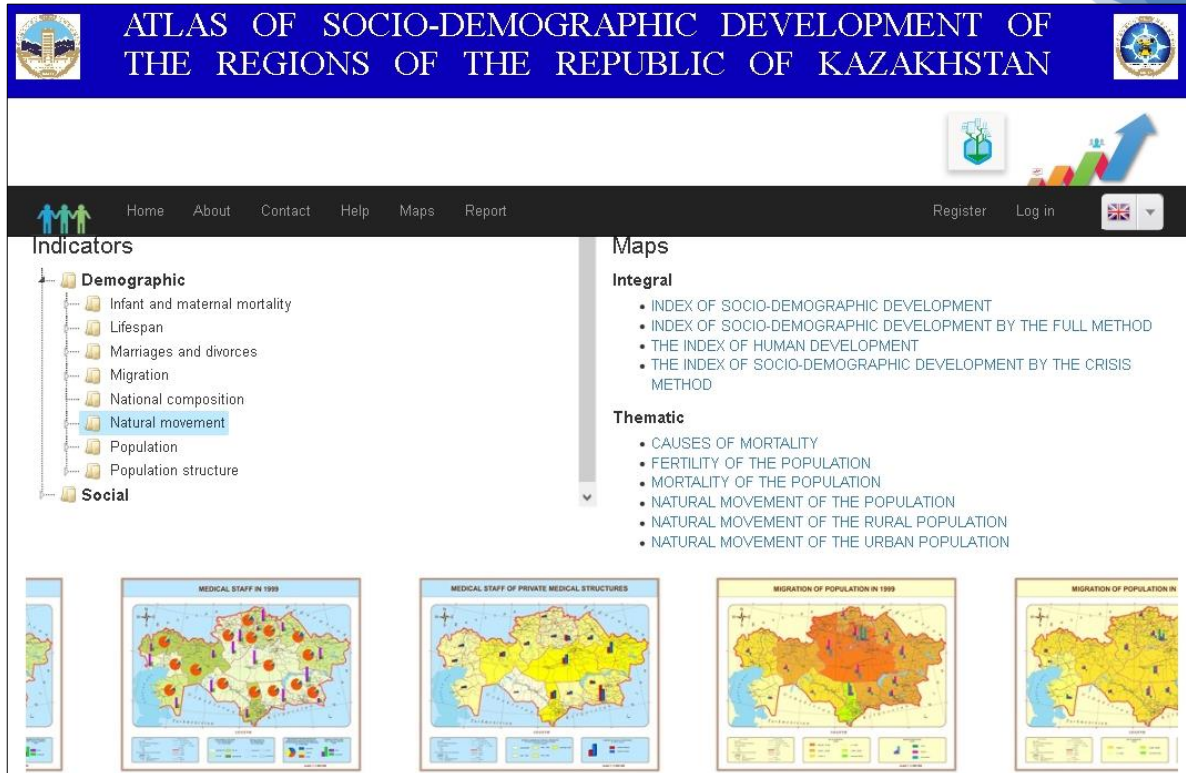 ATLAS OF SOCIO-DEMOGRAPHIC DEVELOPMENT OF
THE REGIONS OF THE REPUBLIC OF KAZAKHSTAN
Home About Contact Help Maps Report Register Log in
Indicators
Demographic
Infant and maternal mortality
Lifespan
Marriages and divorces
Migration
National composition
Natural movement
Population
Population structure
Social
Maps
Integral
• INDEX OF SOCIO-DEMOGRAPHIC DEVELOPMENT
• INDEX OF SOCIO-DEMOGRAPHIC DEVELOPMENT BY THE FULL METHOD
• THE INDEX OF HUMAN DEVELOPMENT
• THE INDEX OF SOCIO-DEMOGRAPHIC DEVELOPMENT BY THE CRISIS
METHOD
Thematic
• CAUSES OF MORTALITY
• FERTILITY OF THE POPULATION
• MORTALITY OF THE POPULATION
• NATURAL MOVEMENT OF THE POPULATION
• NATURAL MOVEMENT OF THE RURAL POPULATION
• NATURAL MOVEMENT OF THE URBAN POPULATION
MEDICAL STAFF IN 1999
MEDICAL STAFF OF PRIVATE MEDICAL STRUCTURES
MIGRATION OF POPULATION IN 1999
MIGRATION OF POPULATION IN